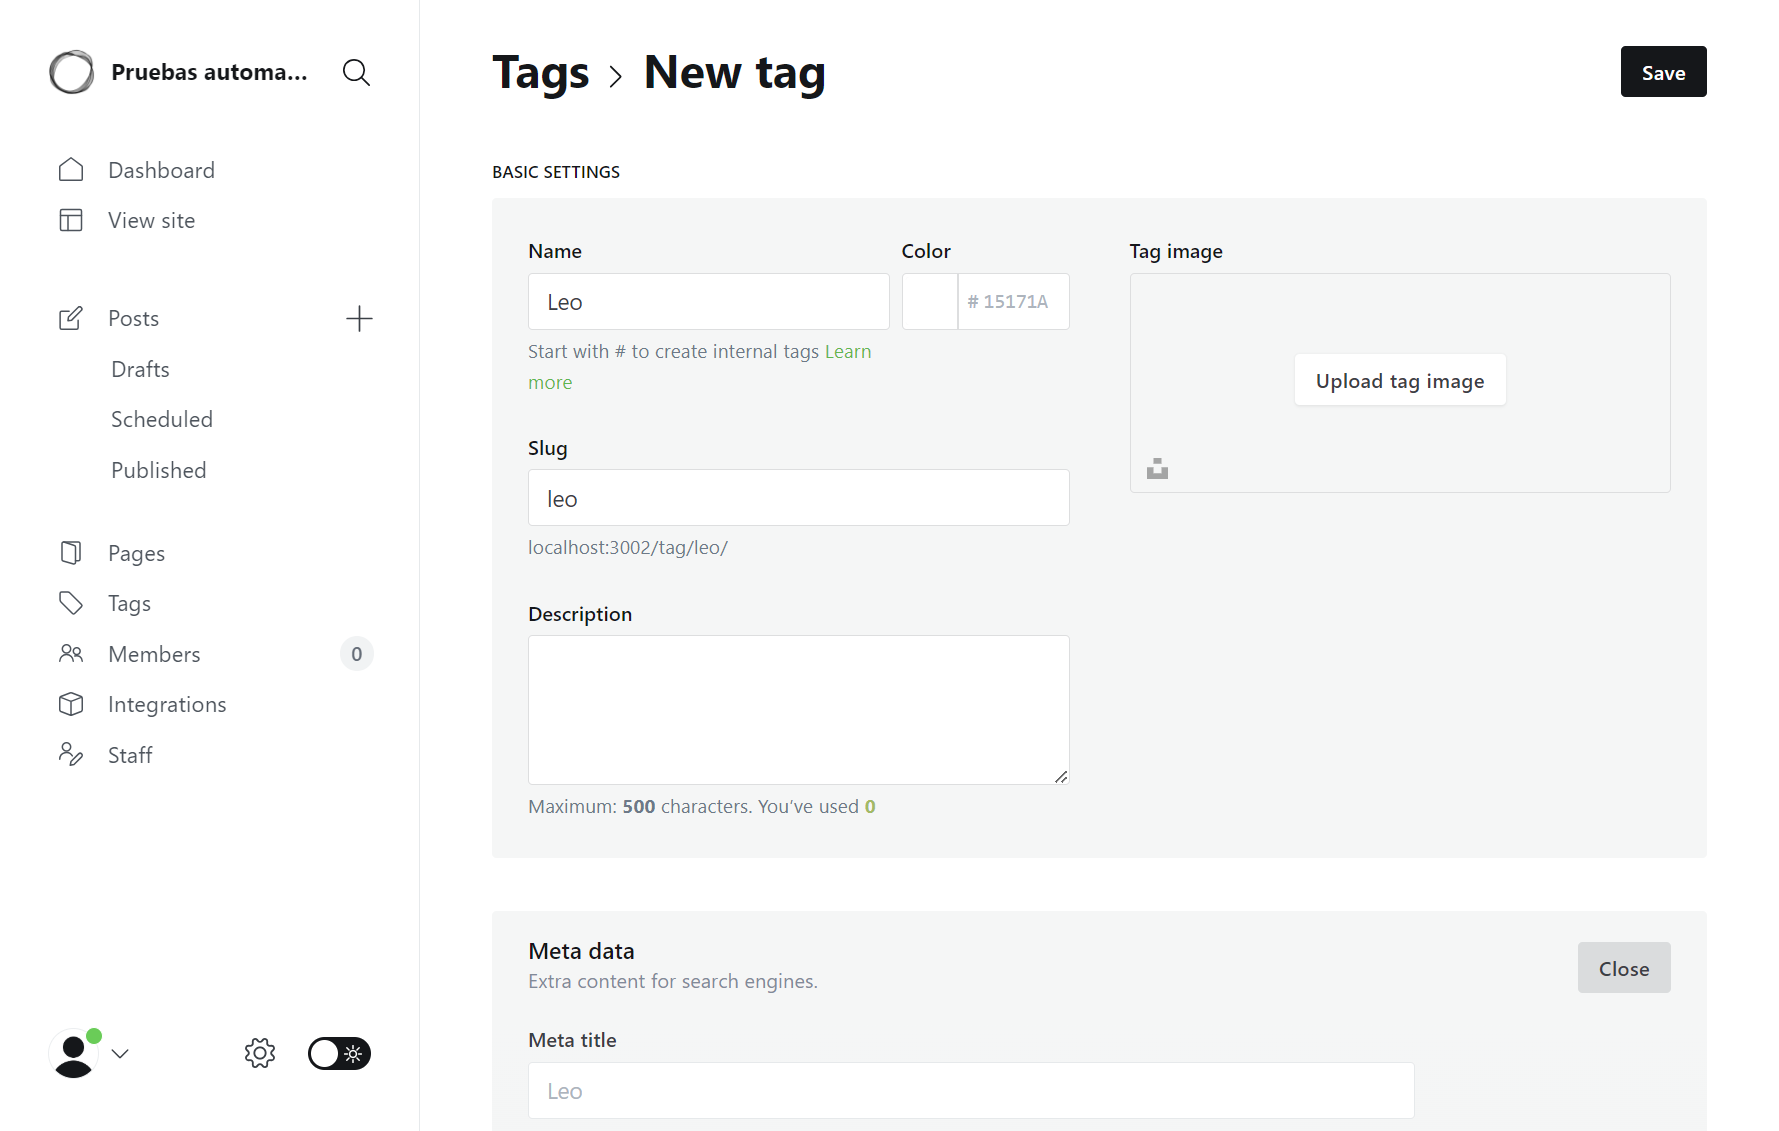 Pruebas automa...
Dashboard
View site
Posts
Drafts
Scheduled
Published
Pages
Tags
Members 0
Integrations
Staff
Tags > New tag
Save
BASIC SETTINGS
Name
Leo
Color
# 15171A
Start with # to create internal tags Learn
more
Slug
leo
localhost:3002/tag/leo/
Description
Maximum: 500 characters. You’ve used 0
Tag image
Upload tag image
Meta data
Extra content for search engines.
Close
Meta title
Leo